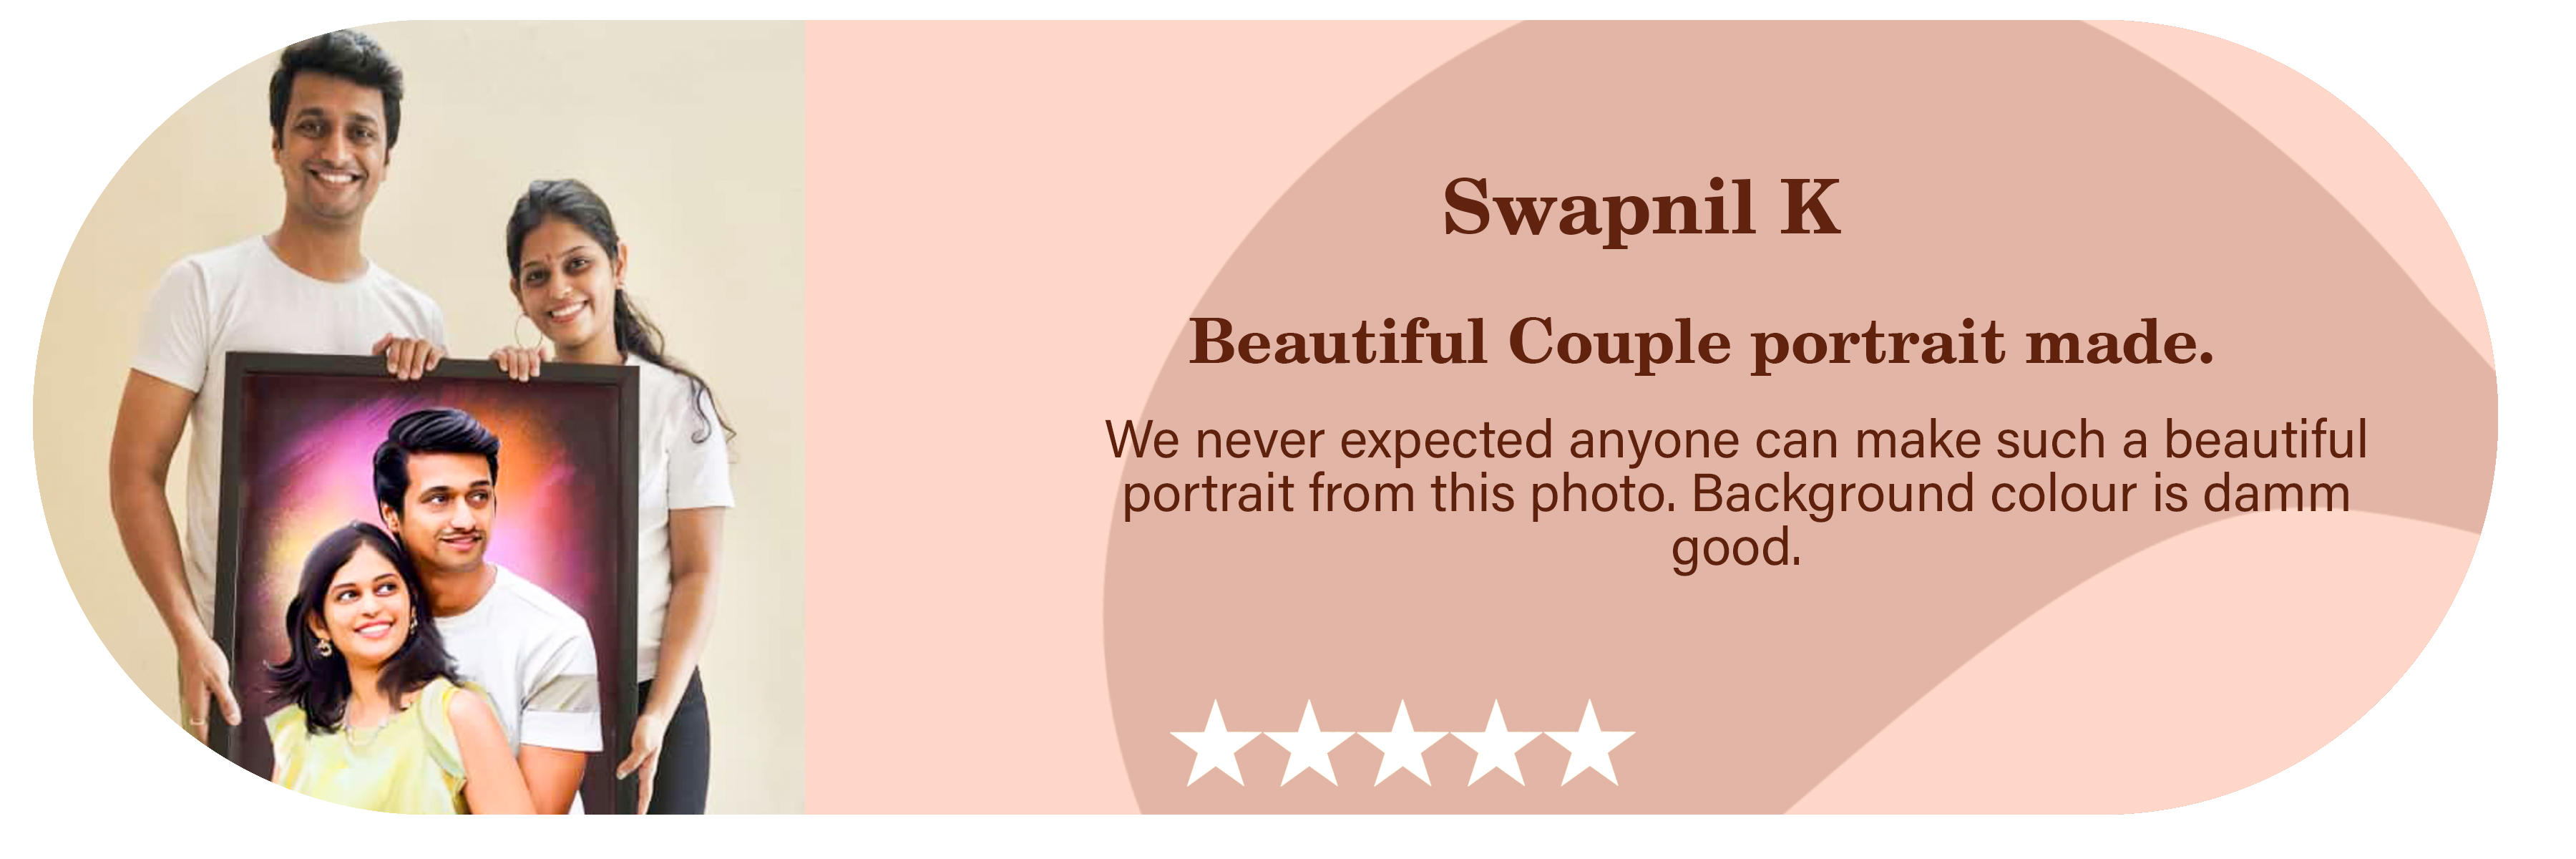 Swapnil K
Beautiful Couple portrait made.
We never expected anyone can make such a beautiful
portrait from this photo. Background colour is damm
good.